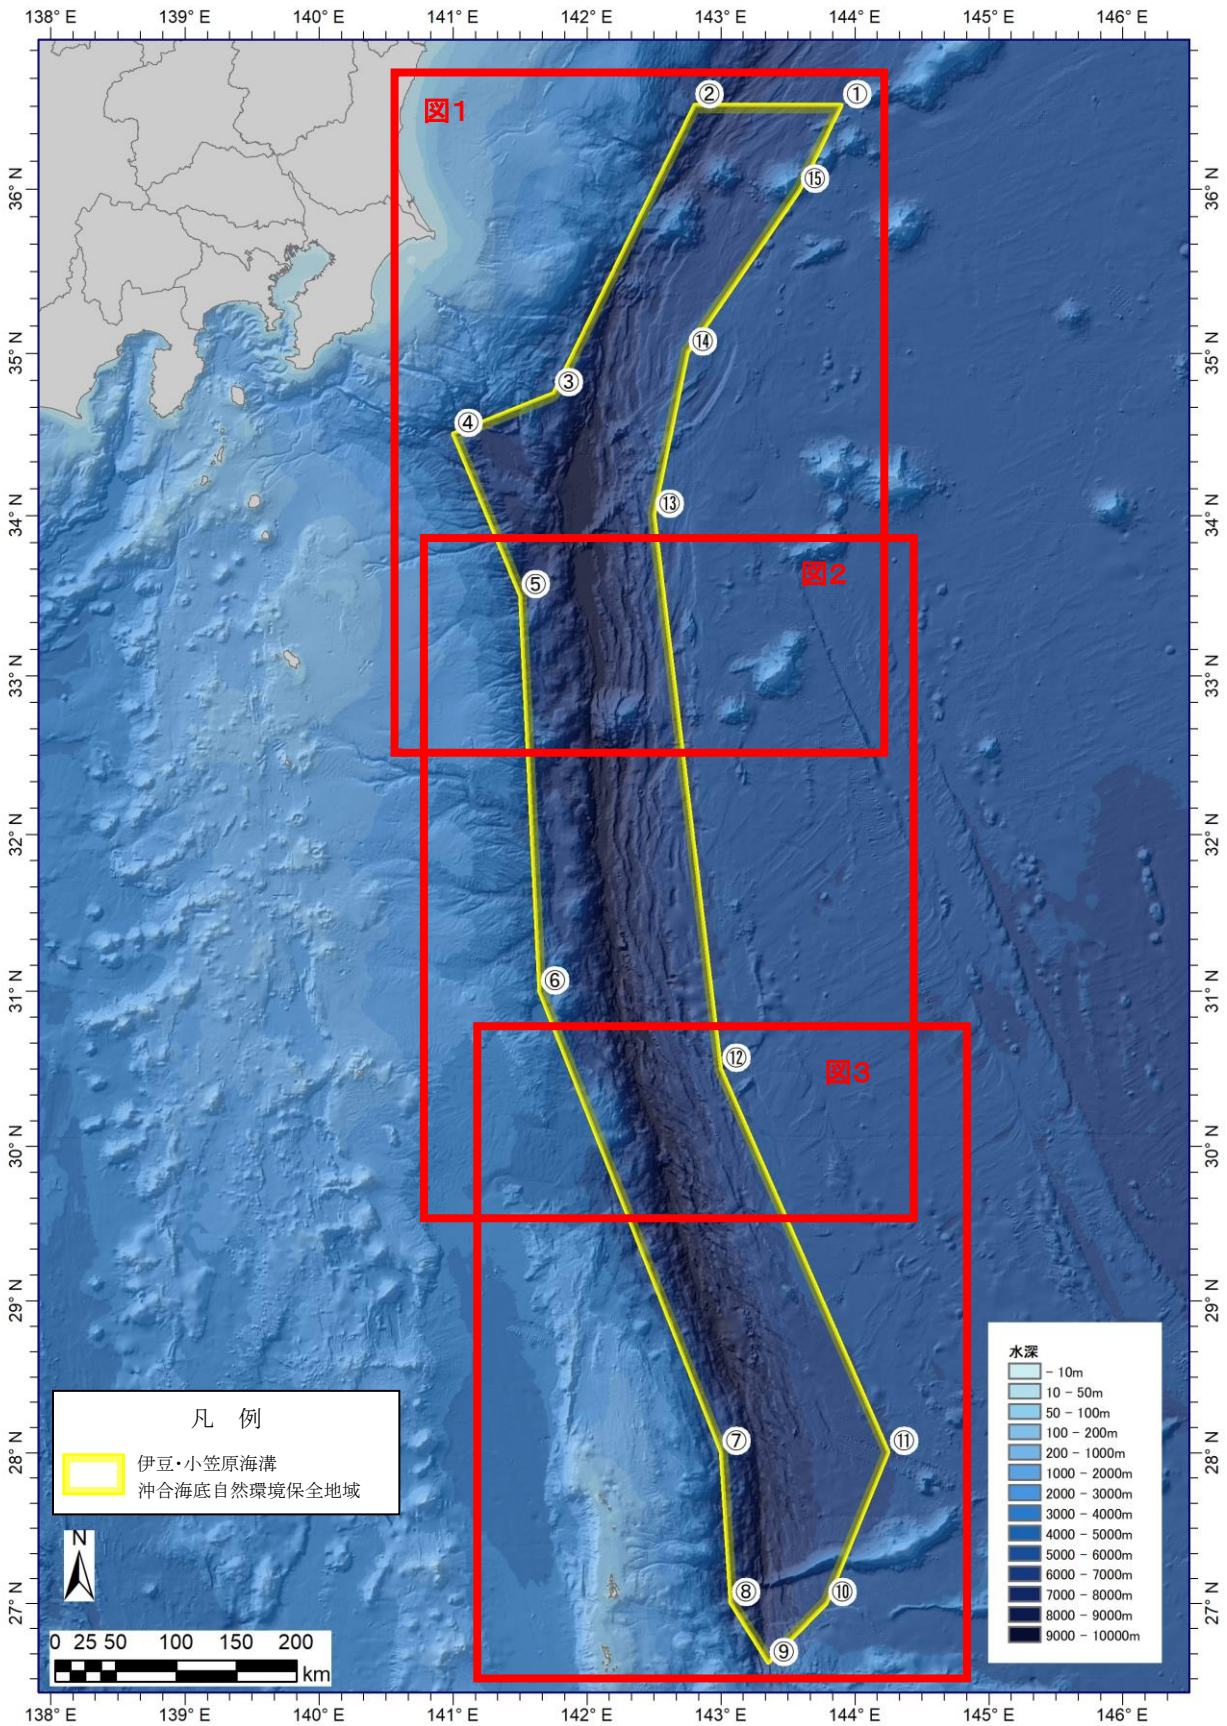 138° E 139° E 140° E 141° E 142° E 143° E 144° E 145° E 146° E
図1
② ①
36° N 36° N
⑮
35° N 35° N
⑭
③
④
34° N 34° N
⑬
図2
⑤
33° N 33° N
32° N 32° N
31° N 31° N
⑥
⑫
図3
30° N 30° N
29° N 29° N
28° N 28° N
⑦
⑪
27° N 27° N
⑧
⑩
⑨
水深
- 10m
10 - 50m
50 - 100m
100 - 200m
200 - 1000m
1000 - 2000m
2000 - 3000m
3000 - 4000m
4000 - 5000m
5000 - 6000m
6000 - 7000m
7000 - 8000m
8000 - 9000m
9000 - 10000m
凡 例
伊豆・小笠原海溝
沖合海底自然環境保全地域
N
0 25 50 100 150 200
km
138° E 139° E 140° E 141° E 142° E 143° E 144° E 145° E 146° E